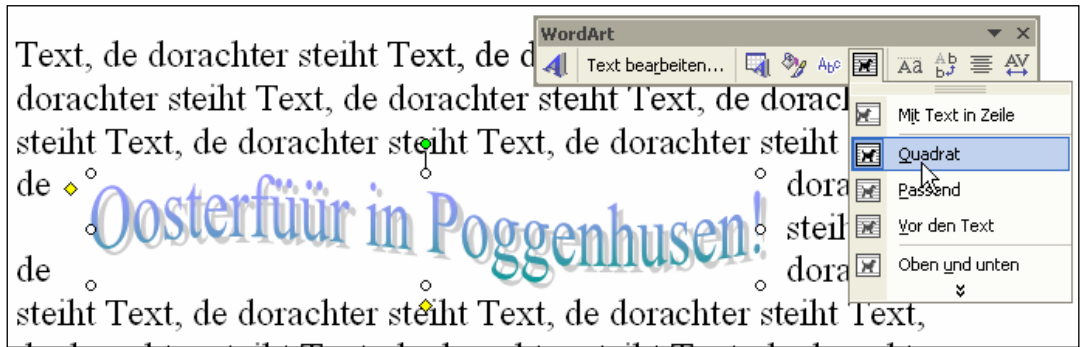 WordArt
Text bearbeiten...
Mit Text in Zeile
Quadrat
Passend
Vor den Text
Oben und unten
Text, de dorachter steiht Text, de d
dorachter steiht Text, de dorachter steiht Text, de dorach
steiht Text, de dorachter steiht Text, de dorachter steiht
de dora
Oosterfüür in Poggenhusen!
steih
de dora
steiht Text, de dorachter steiht Text, de dorachter steiht Text,